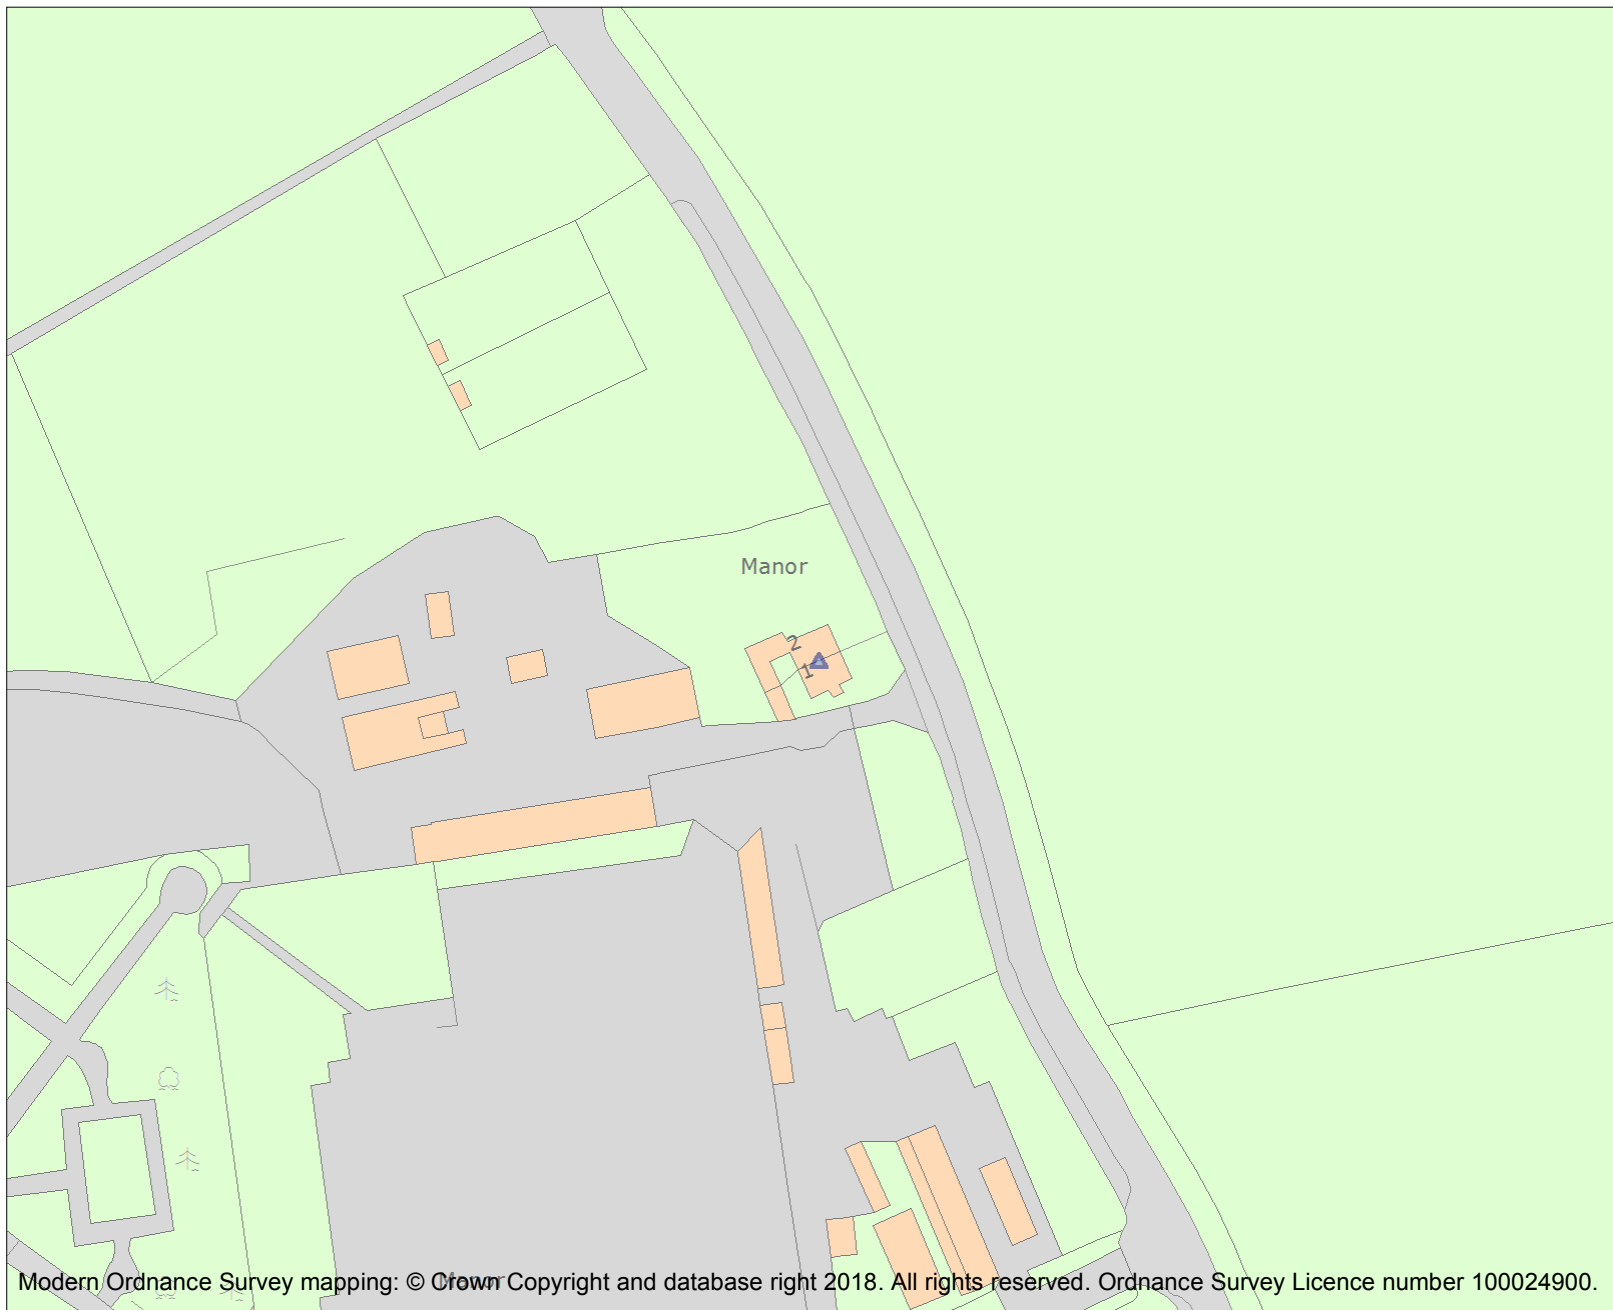 Manor
2
1
Manor
Modern Ordnance Survey mapping: © Crown Copyright and database right 2018. All rights reserved. Ordnance Survey Licence number 100024900.